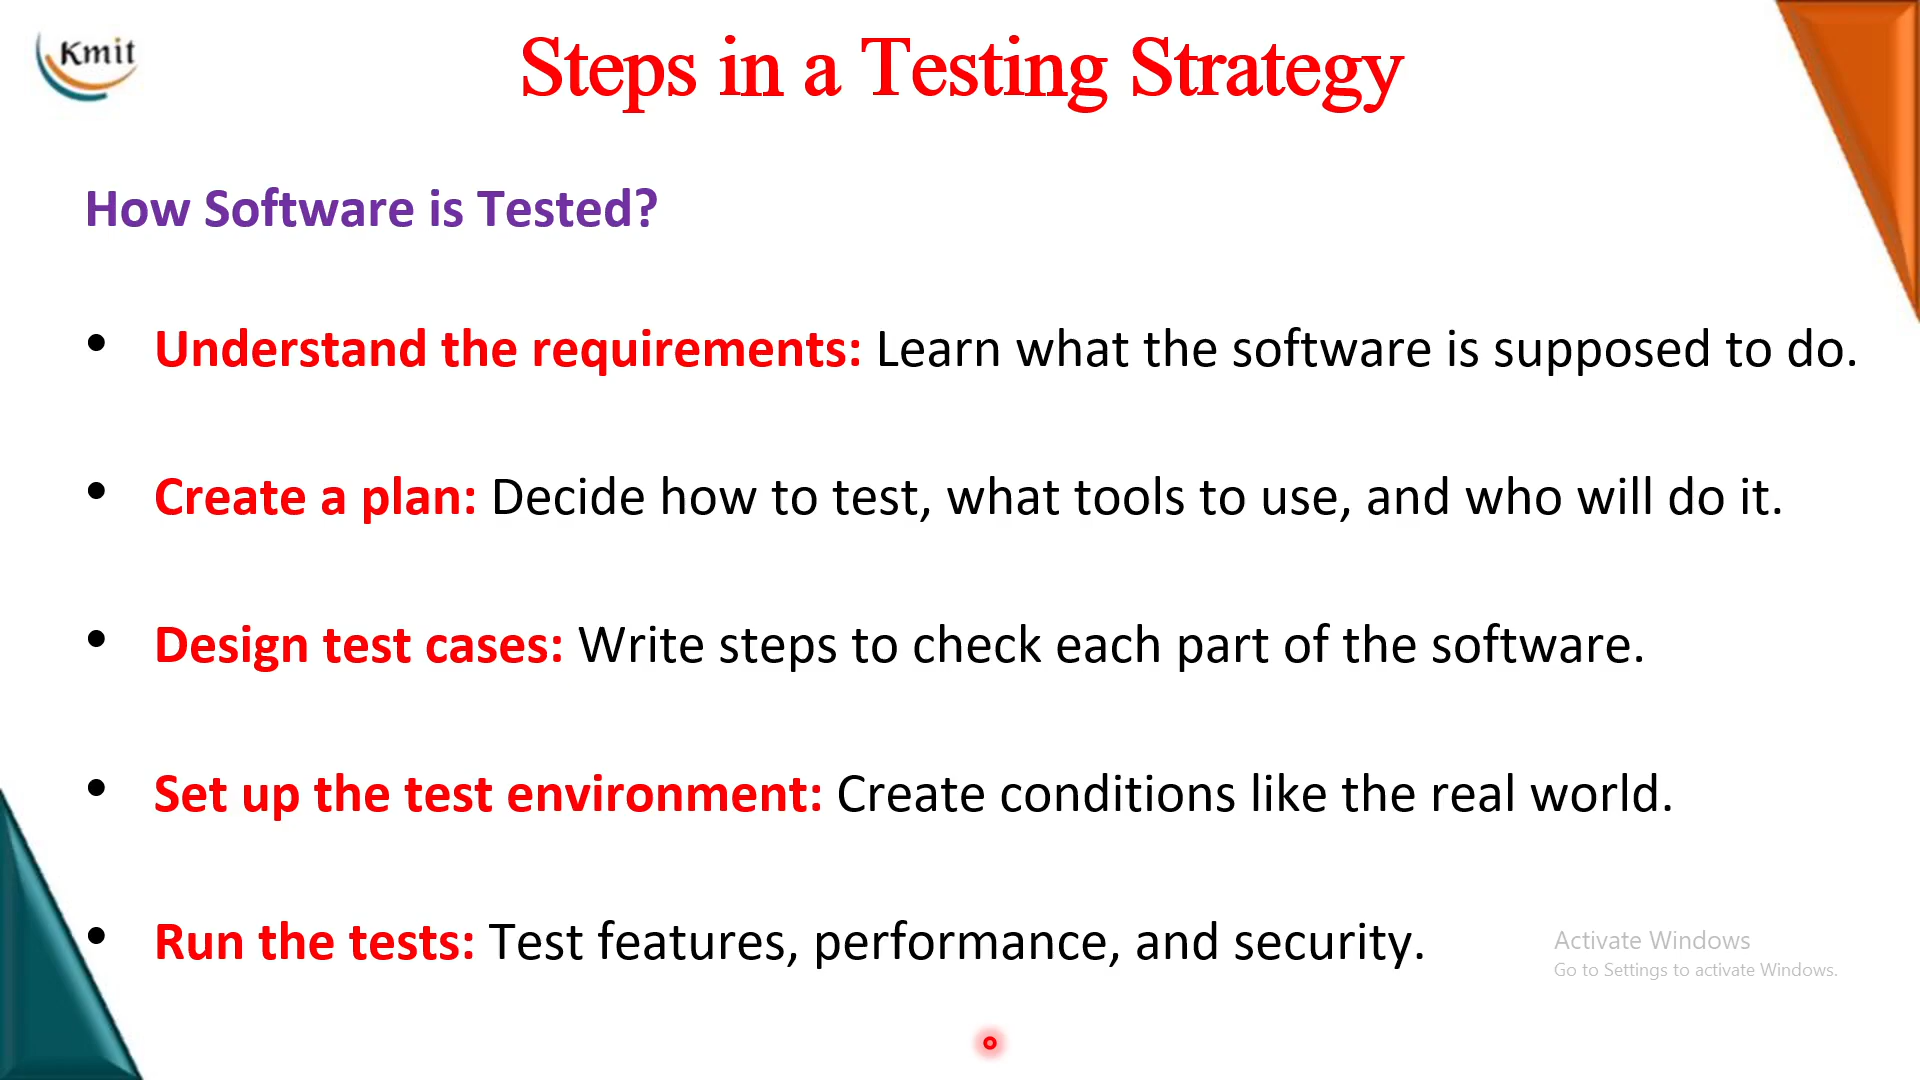 Kmit
Steps in a Testing Strategy
How Software is Tested?
• Understand the requirements: Learn what the software is supposed to do.
• Create a plan: Decide how to test, what tools to use, and who will do it.
• Design test cases: Write steps to check each part of the software.
• Set up the test environment: Create conditions like the real world.
• Run the tests: Test features, performance, and security.
Activate Windows
Go to Settings to activate Windows.